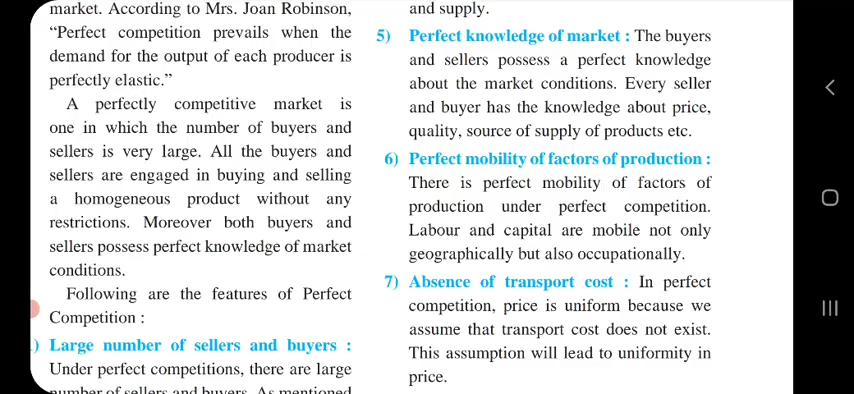 market. According to Mrs. Joan Robinson,
“Perfect competition prevails when the
demand for the output of each producer is
perfectly elastic.”
A perfectly competitive market is
one in which the number of buyers and
sellers is very large. All the buyers and
sellers are engaged in buying and selling
a homogeneous product without any
restrictions. Moreover both buyers and
sellers possess perfect knowledge of market
conditions.
Following are the features of Perfect
Competition :
) Large number of sellers and buyers :
Under perfect competitions, there are large
number of sellers and buyers. As mentioned
and supply.
5) Perfect knowledge of market : The buyers
and sellers possess a perfect knowledge
about the market conditions. Every seller
and buyer has the knowledge about price,
quality, source of supply of products etc.
6) Perfect mobility of factors of production :
There is perfect mobility of factors of
production under perfect competition.
Labour and capital are mobile not only
geographically but also occupationally.
7) Absence of transport cost : In perfect
competition, price is uniform because we
assume that transport cost does not exist.
This assumption will lead to uniformity in
price.